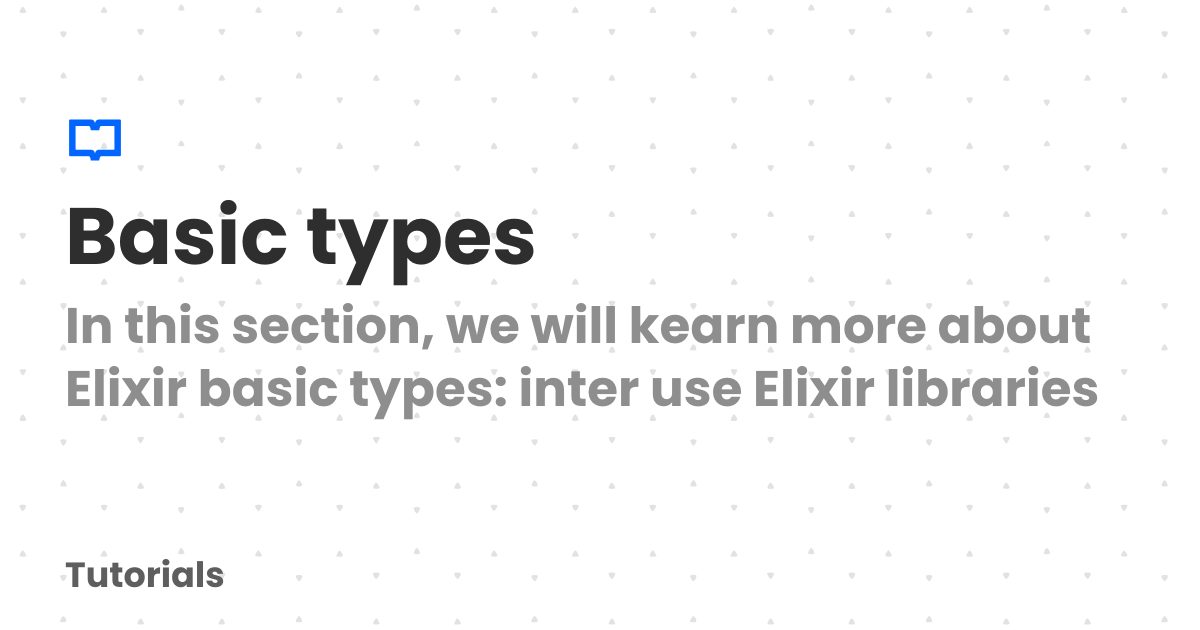 Basic types
In this section, we will kearn more about
Elixir basic types: inter use Elixir libraries
Tutorials